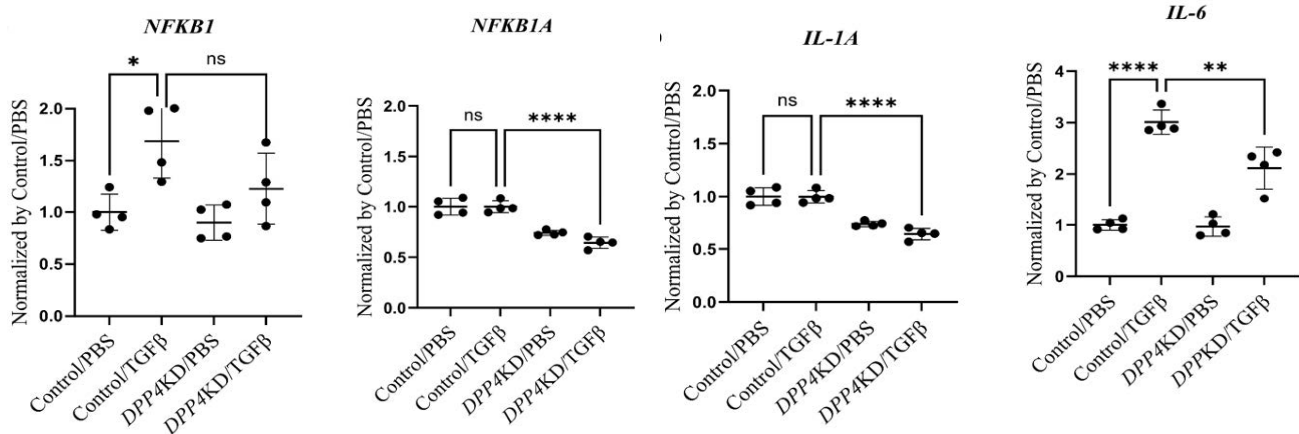 NFKB1
* ns
Normalized by Control/PBS
2.0
1.5
1.0
0.5
0.0
Control/PBS
Control/TGFβ
DPP4KD/PBS
DPP4KD/TGFβ
NFKB1A
ns ****
Normalized by Control/PBS
2.0
1.5
1.0
0.5
0.0
Control/PBS
Control/TGFβ
DPP4KD/PBS
DPP4KD/TGFβ
IL-1A
ns ****
Normalized by Control/PBS
2.0
1.5
1.0
0.5
0.0
Control/PBS
Control/TGFβ
DPP4KD/PBS
DPP4KD/TGFβ
IL-6
**** **
Normalized by Control/PBS
4
3
2
1
0
Control/PBS
Control/TGFβ
DPP4KD/PBS
DPPKD/TGFβ